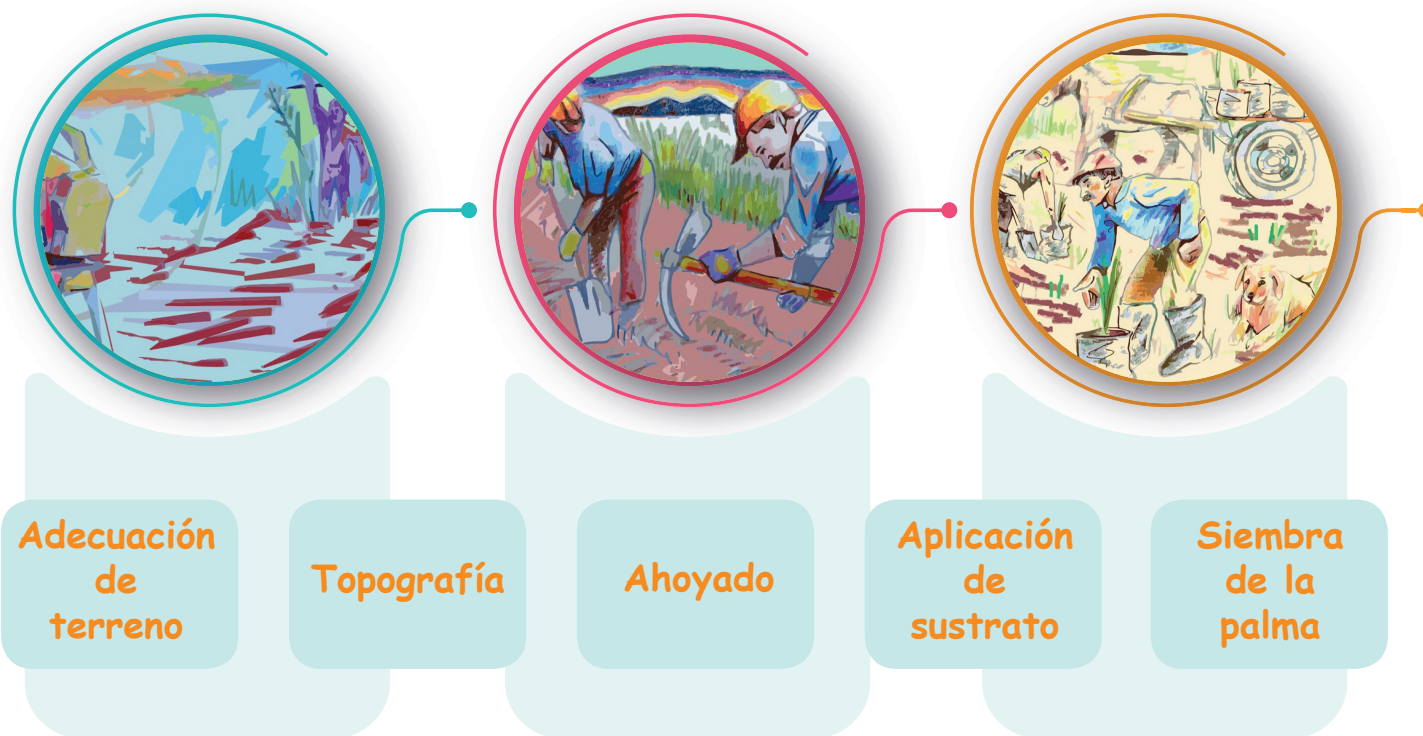 Adecuación
de
terreno
Topografía
Ahoyado
Aplicación
de
sustrato
Siembra
de la
palma